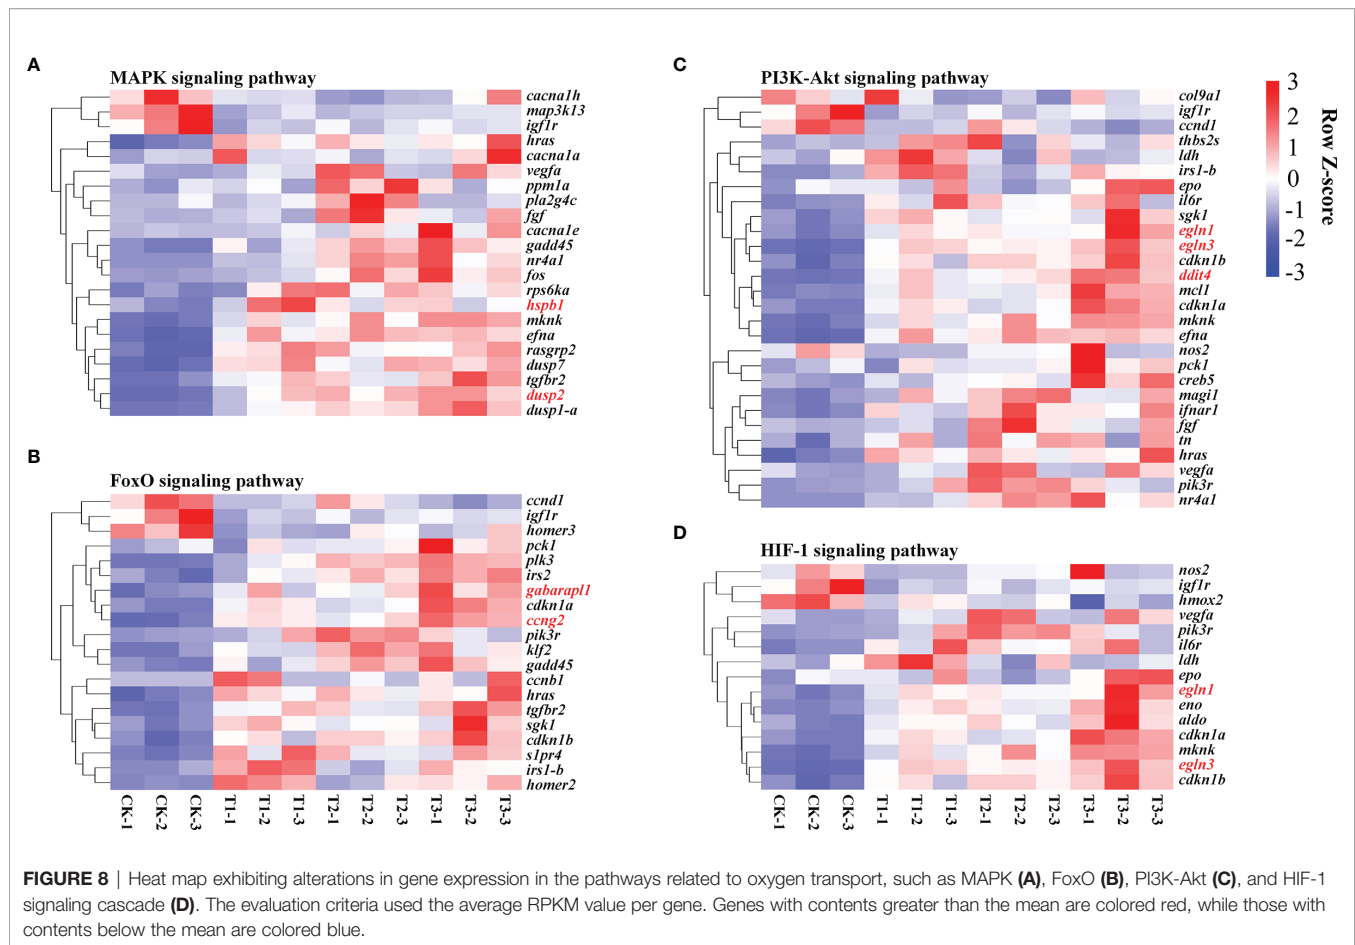 A
MAPK signaling pathway
cacna1h
map3k13
igf1r
hras
cacna1a
vegfa
ppm1a
pla2g4c
fgf
cacna1e
gadd45
nr4a1
fos
rps6ka
hspb1
mknk
efna
rasgrp2
dusp7
tgfbr2
dusp2
dusp1-a
B
FoxO signaling pathway
ccnd1
igf1r
homer3
pck1
plk3
irs2
gabarapl1
cdkn1a
ccng2
pik3r
klf2
gadd45
ccnb1
hras
tgfbr2
sgk1
cdkn1b
s1pr4
irs1-b
homer2
CK-1
CK-2
CK-3
T1-1
T1-2
T1-3
T2-1
T2-2
T2-3
T3-1
T3-2
T3-3
C
PI3K-Akt signaling pathway
col9a1
igf1r
ccnd1
thbs2s
ldh
irs1-b
epo
il6r
sgk1
egln1
egln3
cdkn1b
ddit4
mcl1
cdkn1a
mknk
efna
nos2
pck1
creb5
magi1
ifnar1
fgf
tn
hras
vegfa
pik3r
nr4a1
3
2
1
0
-1
-2
-3
Row Z-score
D
HIF-1 signaling pathway
nos2
igf1r
hmox2
vegfa
pik3r
il6r
ldh
epo
egln1
eno
aldo
cdkn1a
mknk
egln3
cdkn1b
CK-1
CK-2
CK-3
T1-1
T1-2
T1-3
T2-1
T2-2
T2-3
T3-1
T3-2
T3-3
FIGURE 8 | Heat map exhibiting alterations in gene expression in the pathways related to oxygen transport, such as MAPK (A), FoxO (B), PI3K-Akt (C), and HIF-1
signaling cascade (D). The evaluation criteria used the average RPKM value per gene. Genes with contents greater than the mean are colored red, while those with
contents below the mean are colored blue.